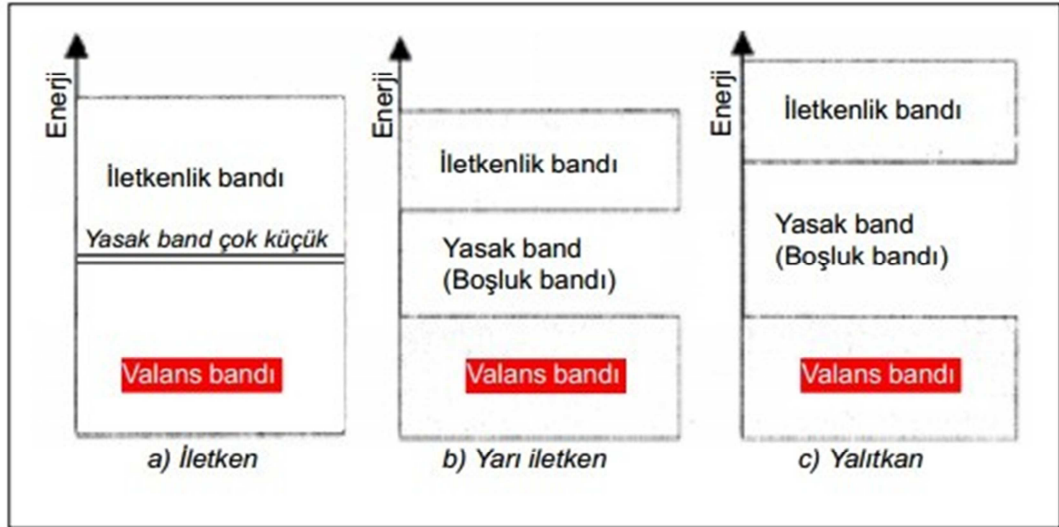 Enerji
İletkenlik bandı
Yasak band çok küçük
Valans bandı
a) İletken
Enerji
İletkenlik bandı
Yasak band
(Boşluk bandı)
Valans bandı
b) Yarı iletken
Enerji
İletkenlik bandı
Yasak band
(Boşluk bandı)
Valans bandı
c) Yalıtkan